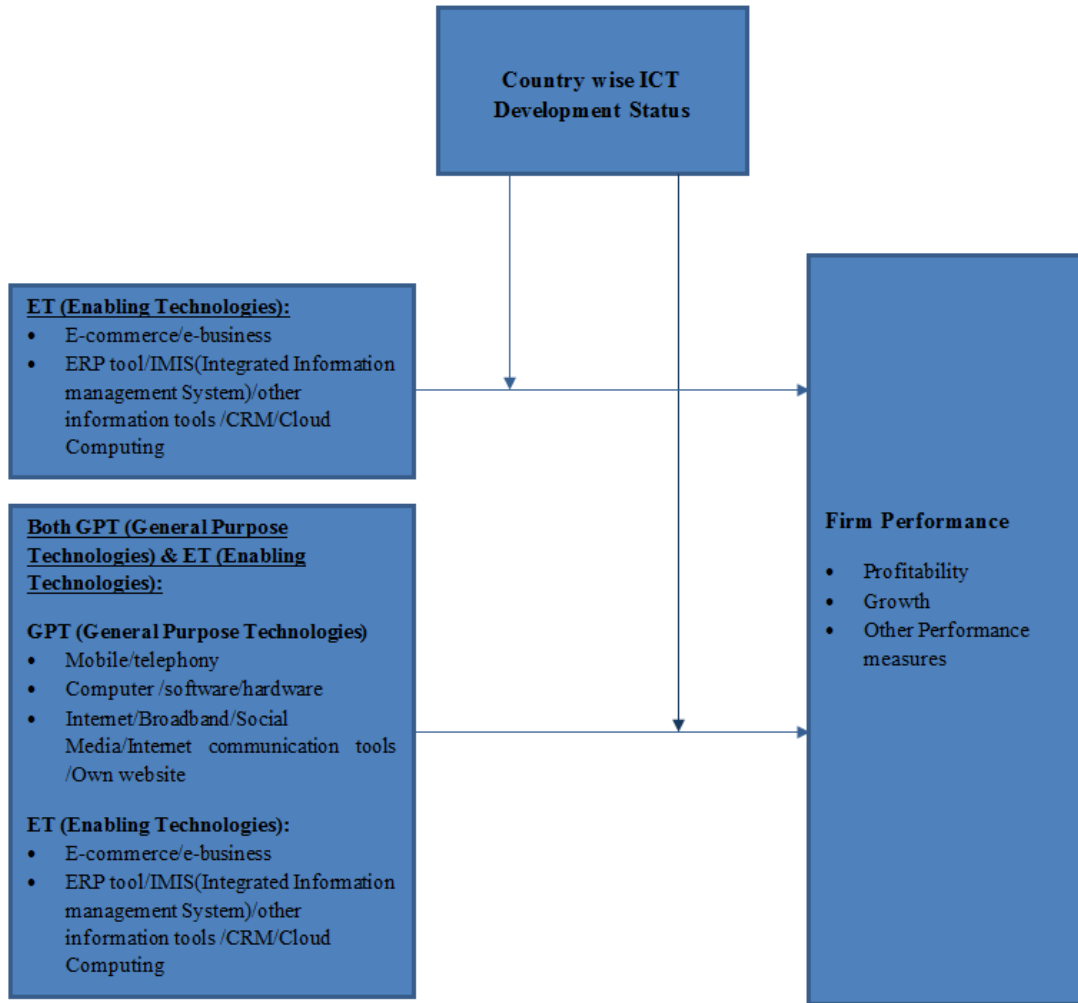 Country wise ICT
Development Status
ET (Enabling Technologies):
• E-commerce/e-business
• ERP tool/IMIS(Integrated Information
management System)/other
information tools /CRM/Cloud
Computing
Both GPT (General Purpose
Technologies) & ET (Enabling
Technologies):
GPT (General Purpose Technologies)
• Mobile/telephony
• Computer /software/hardware
• Internet/Broadband/Social
Media/Internet communication tools
/Own website
ET (Enabling Technologies):
• E-commerce/e-business
• ERP tool/IMIS(Integrated Information
management System)/other
information tools /CRM/Cloud
Computing
Firm Performance
• Profitability
• Growth
• Other Performance
measures